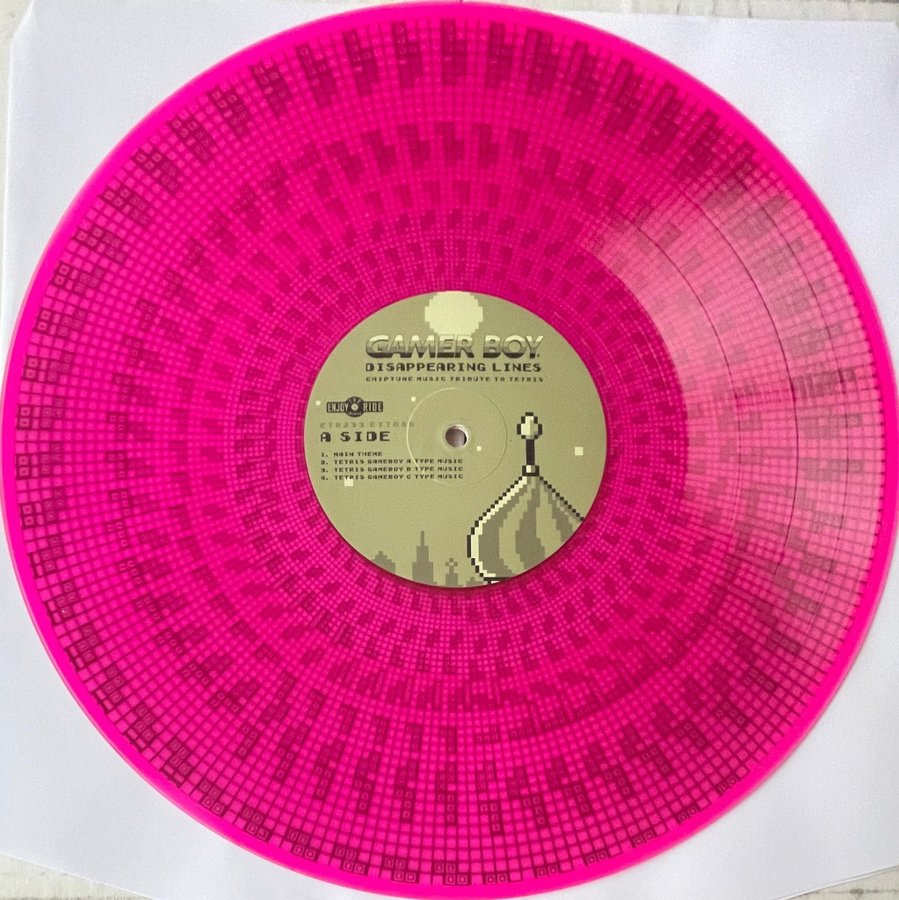 GAMER BOY
DISAPPEARING LINES
CHIPTUNE MUSIC TRIBUTE TO TETRIS
ENJOY THE RIDE
A SIDE
1. MAIN THEME
2. TETRIS GAMEBOY A TYPE MUSIC
3. TETRIS GAMEBOY B TYPE MUSIC
4. TETRIS GAMEBOY C TYPE MUSIC